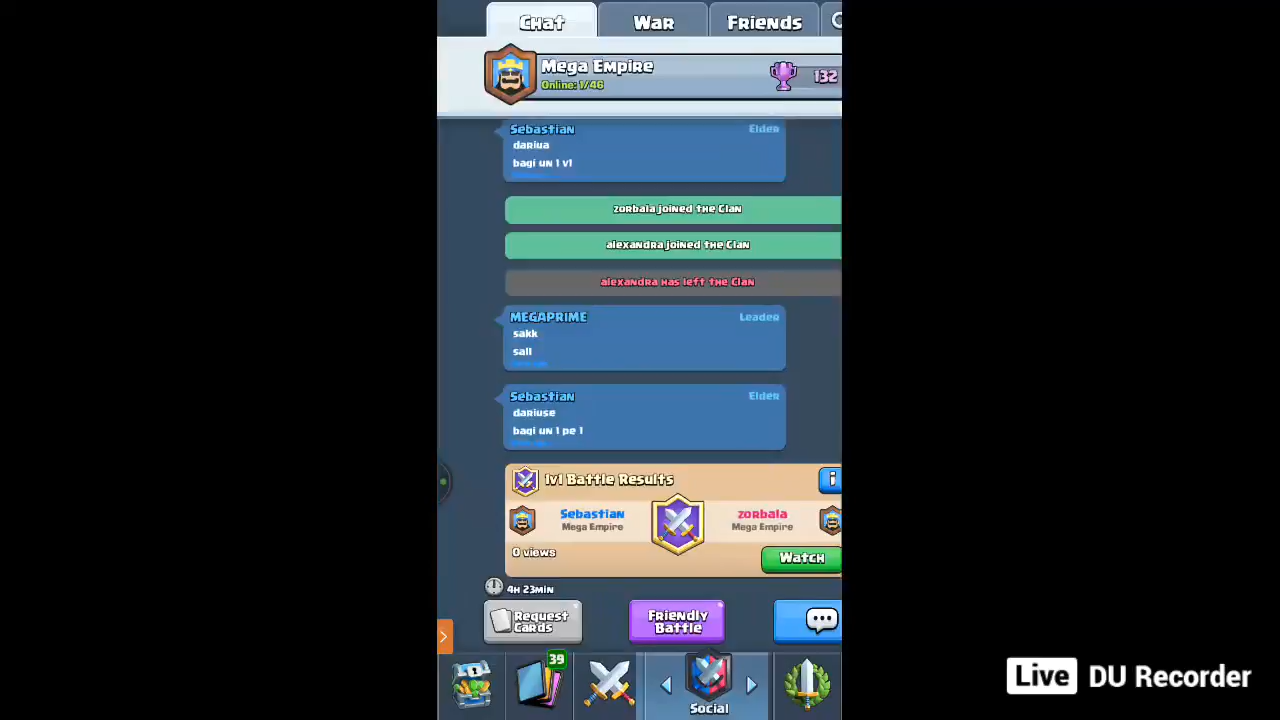 Chat War Friends
Mega Empire
Online: 1/46
132
Sebastian Elder
dariua
bagi un 1 v1
zorbala joined the Clan
alexandra joined the Clan
alexandra has left the Clan
MEGAPRIME Leader
sakk
sall
Sebastian Elder
dariuse
bagi un 1 pe 1
1v1 Battle Results
i
Sebastian zorbala
Mega Empire Mega Empire
0 views
Watch
4H 23min
Request
Cards
Friendly
Battle
39
Social
Live DU Recorder